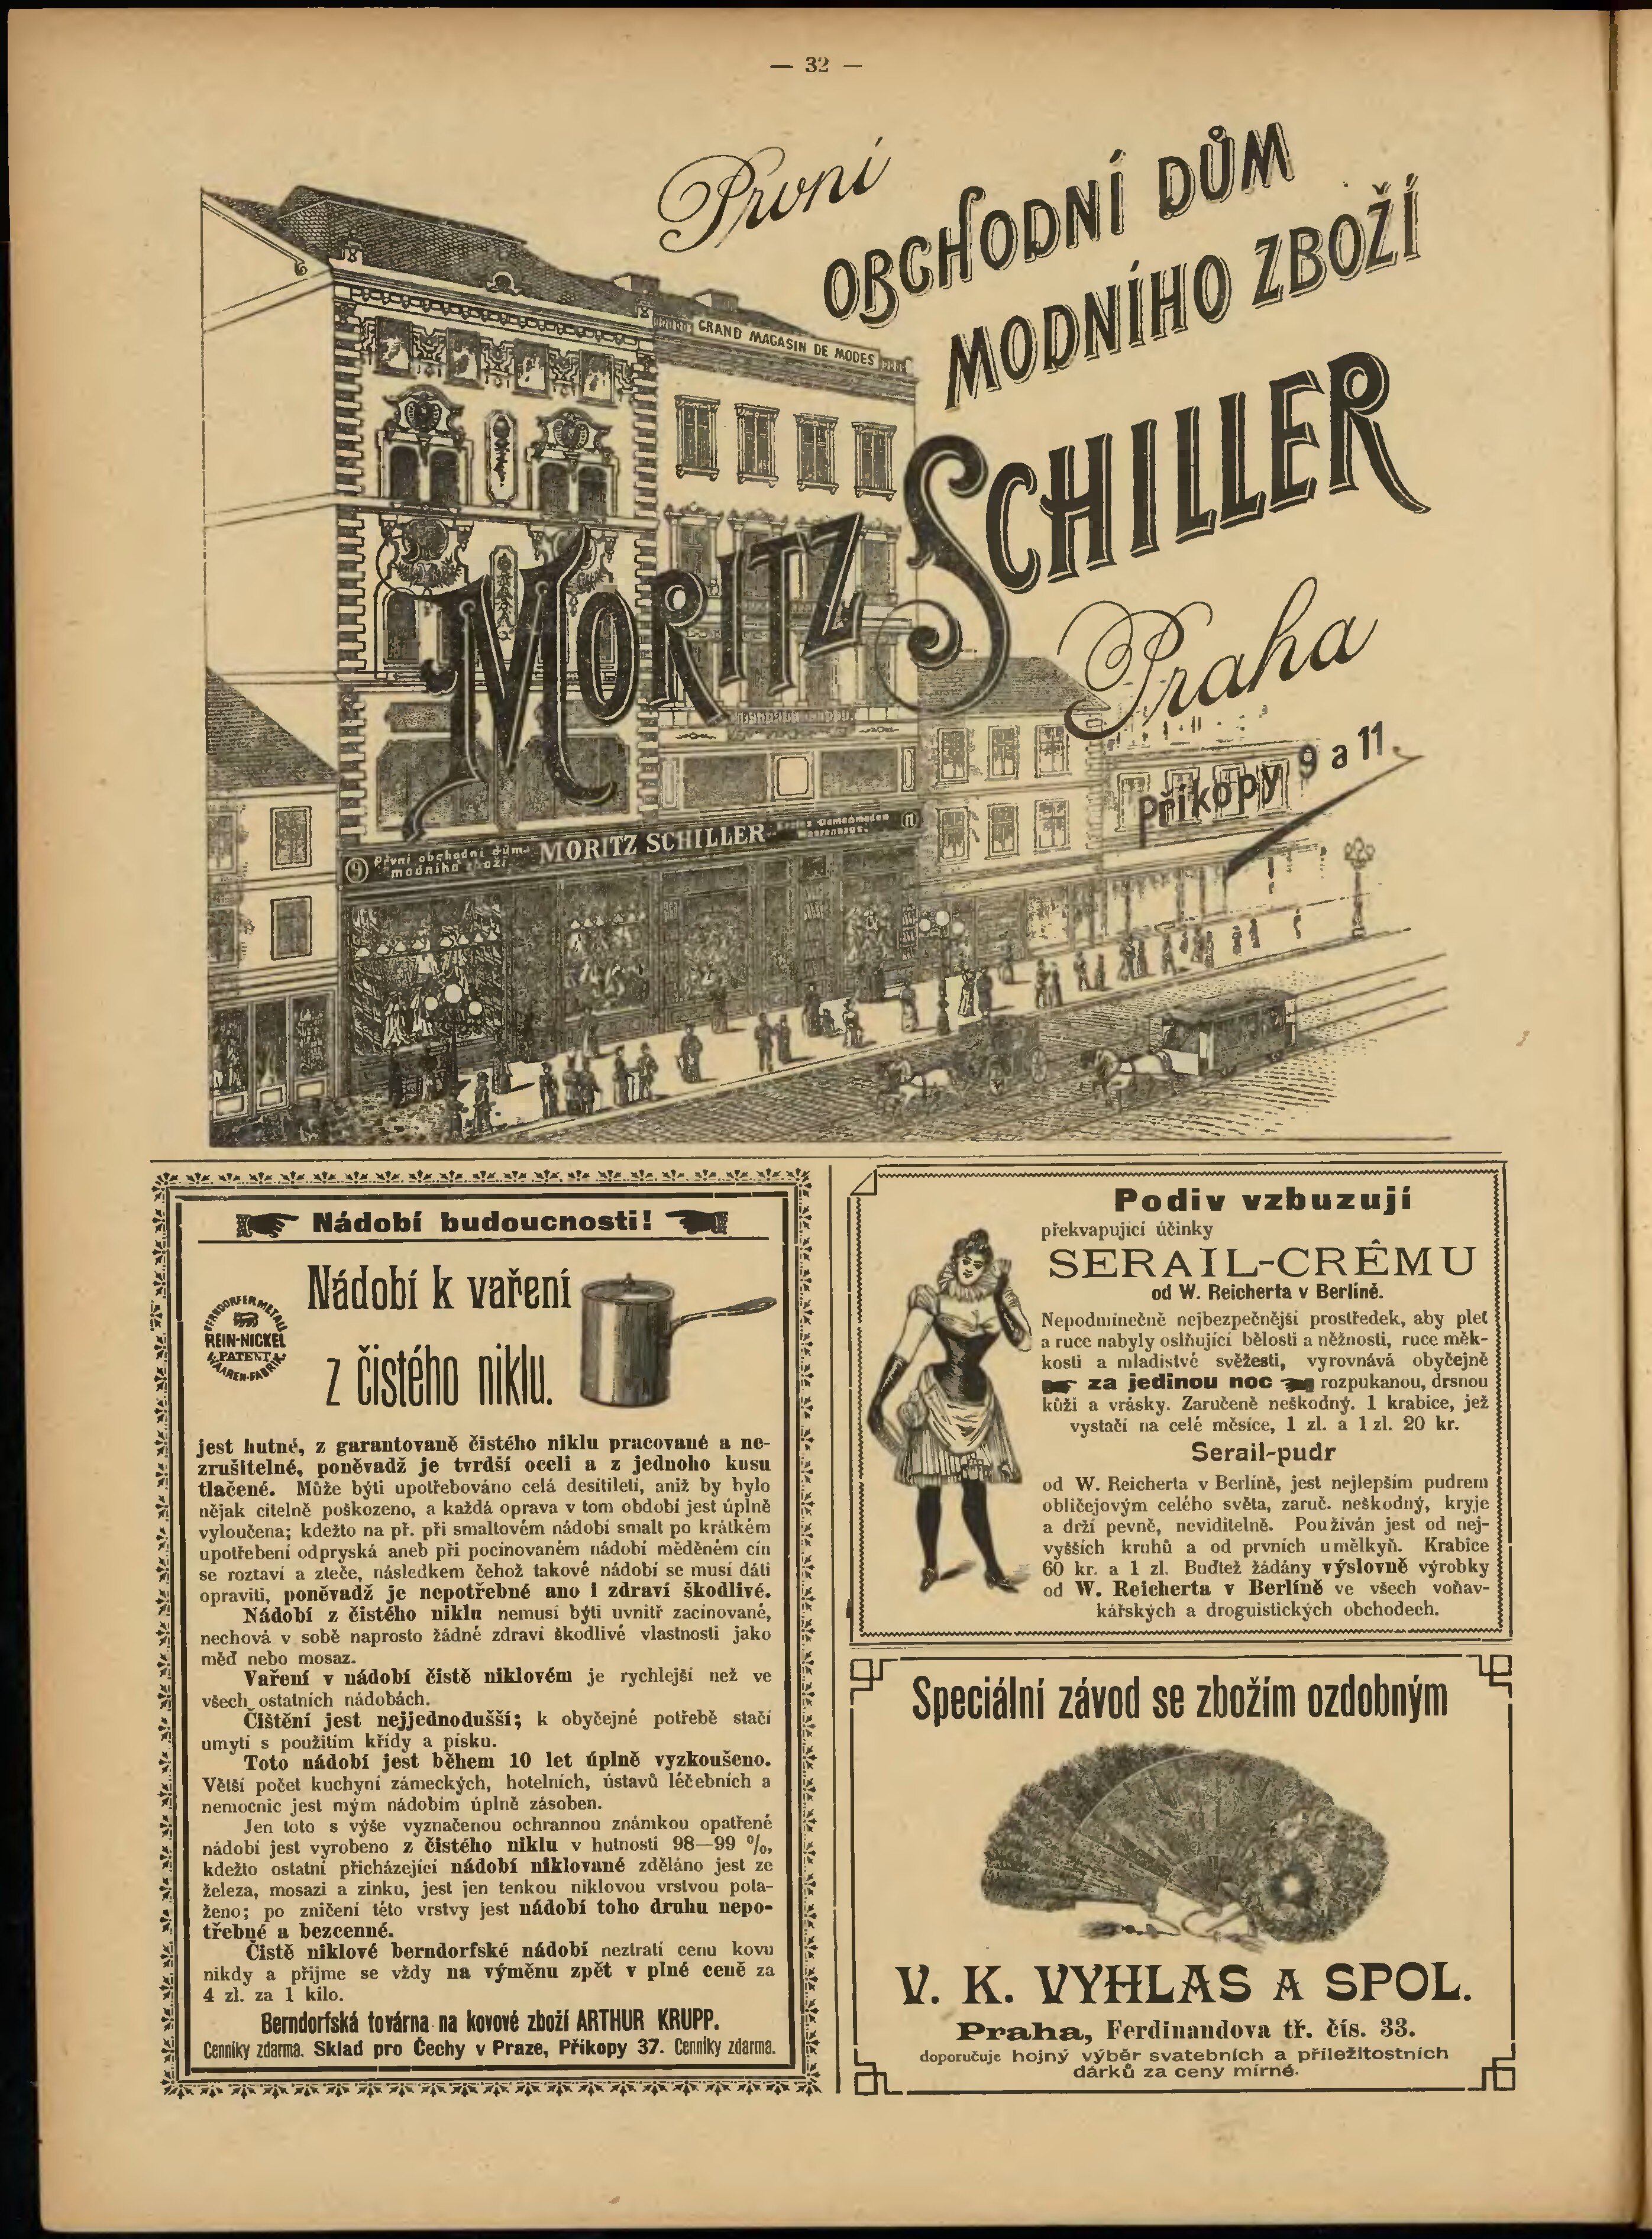 — 32 —
První
OBCHODNÍ DŮM
MODNÍHO ZBOŽÍ
MORITZ SCHILLER
Praha
Příkopy 9 a 11
GRAND MAGASIN DE MODES
9 První obchodní dům modního zboží. MORITZ SCHILLER Erstes Damenmoden Waarenhaus. 11
Nádobí budoucnosti!
Nádobí k vaření
z čistého niklu.
BERNDORFER METALL
REIN-NICKEL
PATENT
WAAREN-FABRIK
jest hutné, z garantovaně čistého niklu pracované a ne-
zrušitelné, poněvadž je tvrdší oceli a z jednoho kusu
tlačené. Může býti upotřebováno celá desítiletí, aniž by bylo
nějak citelně poškozeno, a každá oprava v tom období jest úplně
vyloučena; kdežto na př. při smaltovém nádobí smalt po krátkém
upotřebení odpryská aneb při pocínovaném nádobí měděném cín
se roztaví a zteče, následkem čehož takové nádobí se musí dáti
opraviti, poněvadž je nepotřebné ano i zdraví škodlivé.
Nádobí z čistého niklu nemusí býti uvnitř zacínované,
nechová v sobě naprosto žádné zdraví škodlivé vlastnosti jako
měď nebo mosaz.
Vaření v nádobí čistě niklovém je rychlejší než ve
všech ostatních nádobách.
Čištění jest nejjednodušší; k obyčejné potřebě stačí
umytí s použitím křídy a písku.
Toto nádobí jest během 10 let úplně vyzkoušeno.
Větší počet kuchyní zámeckých, hotelních, ústavů léčebních a
nemocnic jest mým nádobím úplně zásoben.
Jen toto s výše vyznačenou ochrannou známkou opatřené
nádobí jest vyrobeno z čistého niklu v hutnosti 98—99 %,
kdežto ostatní přicházející nádobí niklované zděláno jest ze
železa, mosazi a zinku, jest jen tenkou niklovou vrstvou pota-
ženo; po zničení této vrstvy jest nádobí toho druhu nepo-
třebné a bezcenné.
Čistě niklové berndorfské nádobí neztratí cenu kovu
nikdy a přijme se vždy na výměnu zpět v plné ceně za
4 zl. za 1 kilo.
Berndorfská továrna na kovové zboží ARTHUR KRUPP.
Cenníky zdarma. Sklad pro Čechy v Praze, Příkopy 37. Cenníky zdarma.
Podiv vzbuzují
překvapující účinky
SERAIL-CRÊMU
od W. Reicherta v Berlíně.
Nepodmínečně nejbezpečnější prostředek, aby pleť
a ruce nabyly oslňující bělosti a něžnosti, ruce měk-
kosti a mladistvé svěžesti, vyrovnává obyčejně
za jedinou noc rozpukanou, drsnou
kůži a vrásky. Zaručeně neškodný. 1 krabice, jež
vystačí na celé měsíce, 1 zl. a 1 zl. 20 kr.
Serail-pudr
od W. Reicherta v Berlíně, jest nejlepším pudrem
obličejovým celého světa, zaruč. neškodný, kryje
a drží pevně, neviditelně. Používán jest od nej-
vyšších kruhů a od prvních umělkyň. Krabice
60 kr. a 1 zl. Buďtež žádány výslovně výrobky
od W. Reicherta v Berlíně ve všech voňav-
kářských a droguistických obchodech.
Speciální závod se zbožím ozdobným
V. K. VYHLAS A SPOL.
Praha, Ferdinandova tř. čís. 33.
doporučuje hojný výběr svatebních a příležitostních
dárků za ceny mírné.